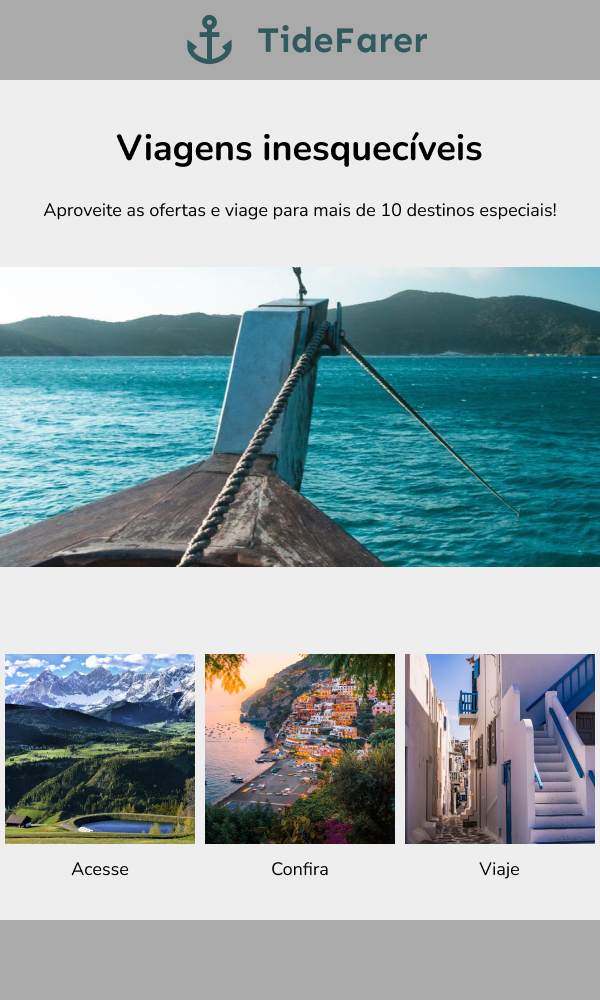 TideFarer
Viagens inesquecíveis
Aproveite as ofertas e viage para mais de 10 destinos especiais!
Acesse
Confira
Viaje